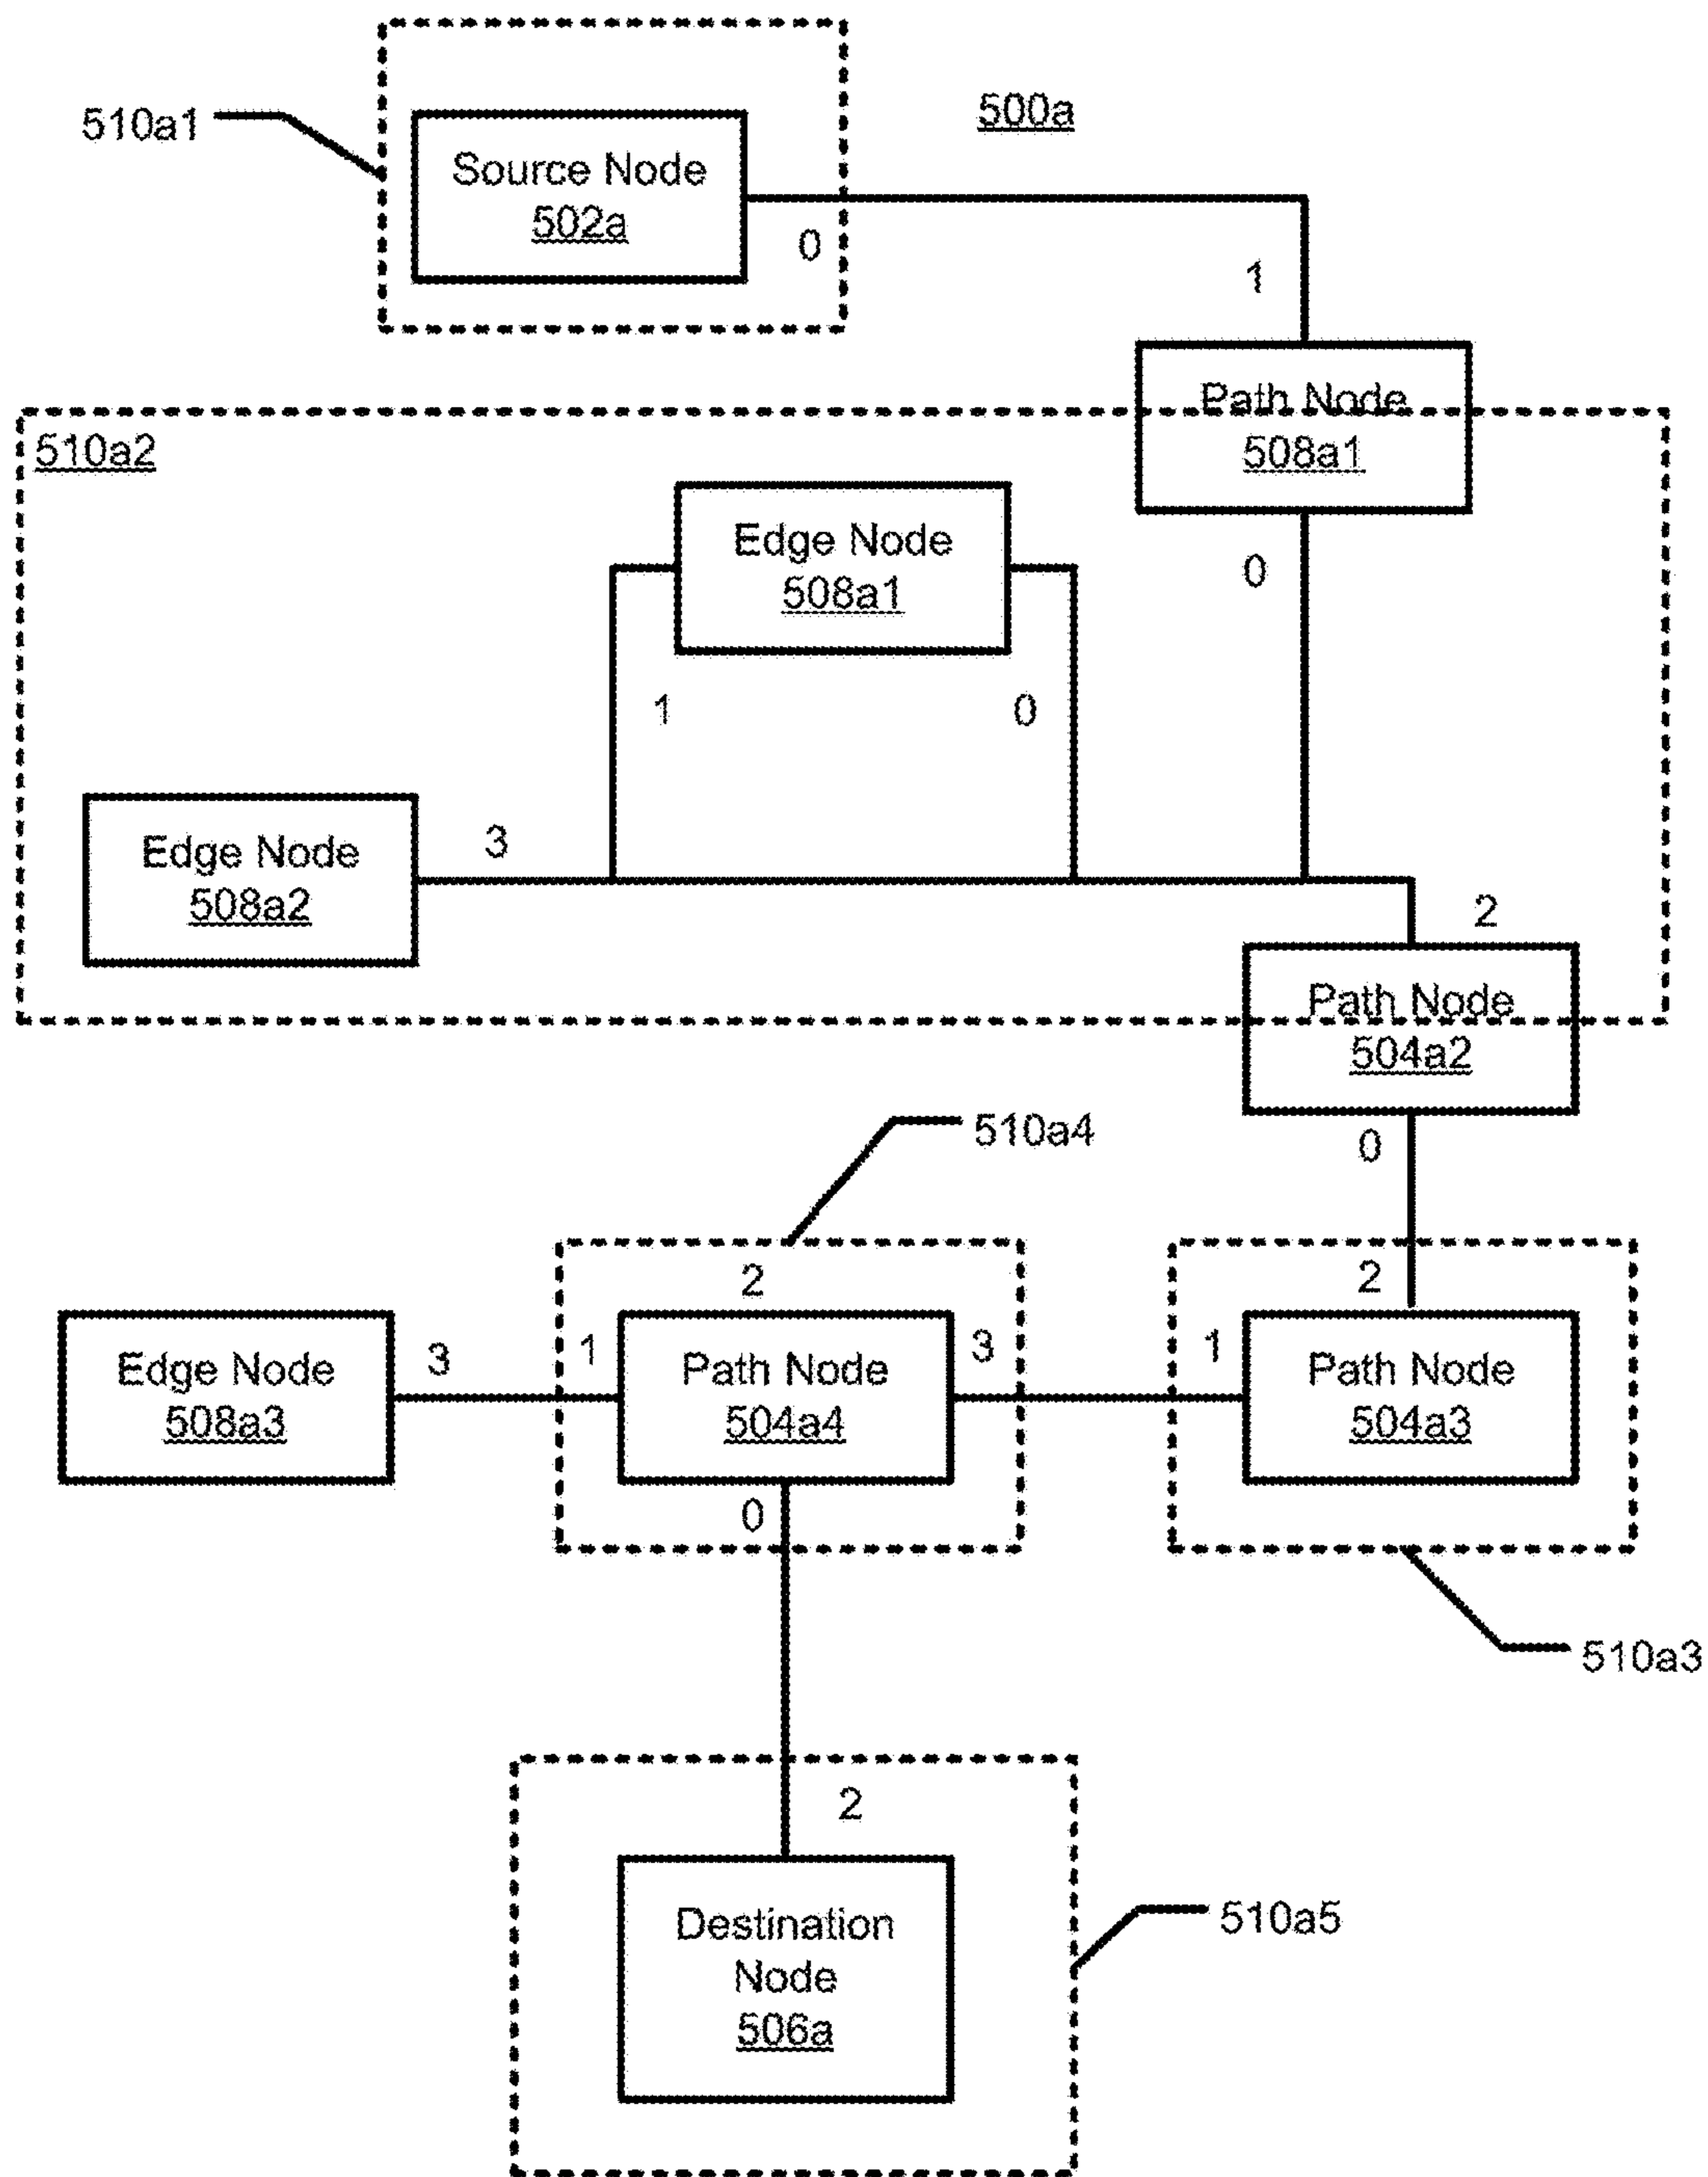 510a1
500a
Source Node
502a
0
1
Path Node
508a1
510a2
Edge Node
508a1
0
1
0
Edge Node
508a2
3
2
Path Node
504a2
0
510a4
2
2
Edge Node
508a3
3
1
Path Node
504a4
3
1
Path Node
504a3
0
510a3
2
Destination
Node
506a
510a5